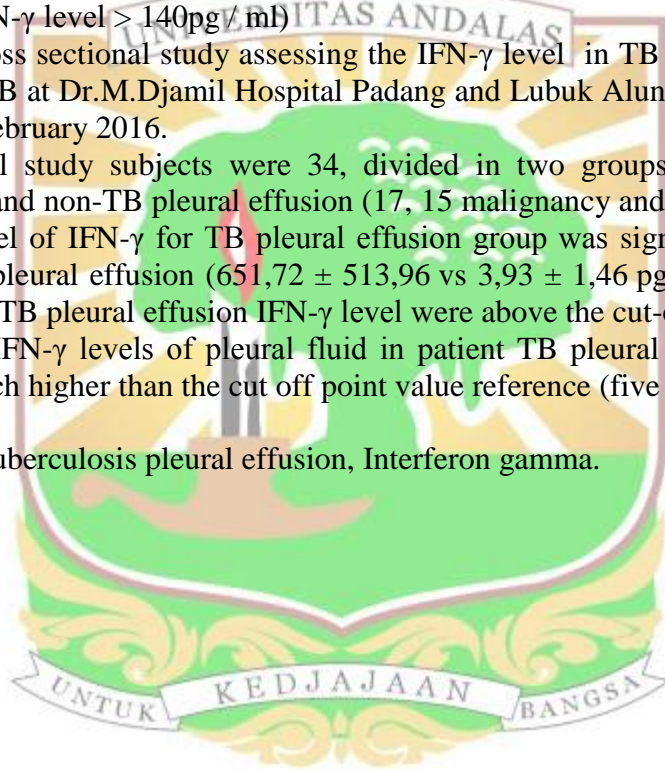 N-γ level > 140pg / ml)
UNIVERSITAS ANDALAS
oss sectional study assessing the IFN-γ level in TB
B at Dr.M.Djamil Hospital Padang and Lubuk Alun
ebruary 2016.
l study subjects were 34, divided in two groups
and non-TB pleural effusion (17, 15 malignancy and
el of IFN-γ for TB pleural effusion group was sign
pleural effusion (651,72 ± 513,96 vs 3,93 ± 1,46 pg
TB pleural effusion IFN-γ level were above the cut-
IFN-γ levels of pleural fluid in patient TB pleural
ch higher than the cut off point value reference (five
uberculosis pleural effusion, Interferon gamma.
UNTUK KEDJAJAAN BANGSA